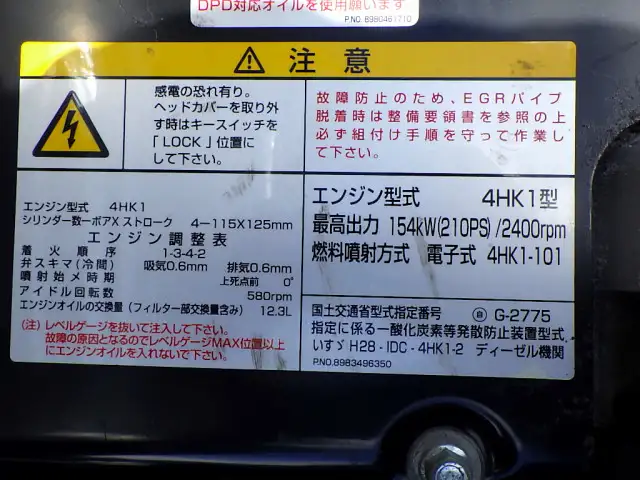 DPD対応オイルを使用願います
P.NO. 8980461710
注意
感電の恐れ有り。
ヘッドカバーを取り外
す時はキースイッチを
「LOCK」位置に
して下さい。
故障防止のため、EGRパイプ
脱着時は整備要領書を参照の上
必ず組付け手順を守って作業し
て下さい。
エンジン型式 4HK1
シリンダー数ーボアX ストローク 4-115X125mm
エンジン調整表
着火順序 1-3-4-2
弁スキマ(冷間) 吸気0.6mm 排気0.6mm
噴射始メ時期 上死点前 0°
アイドル回転数 580rpm
エンジンオイルの交換量 (フィルター部交換量含み) 12.3L
(注) レベルゲージを抜いて注入して下さい。
故障の原因となるのでレベルゲージMAX位置以上
にエンジンオイルを入れないで下さい。
エンジン型式 4HK1型
最高出力 154kW(210PS) /2400rpm
燃料噴射方式 電子式 4HK1-101
国土交通省型式指定番号 自 G-2775
指定に係る一酸化炭素等発散防止装置型式
いすゞ H28-IDC-4HK1-2 ディーゼル機関
P.NO.8983496350